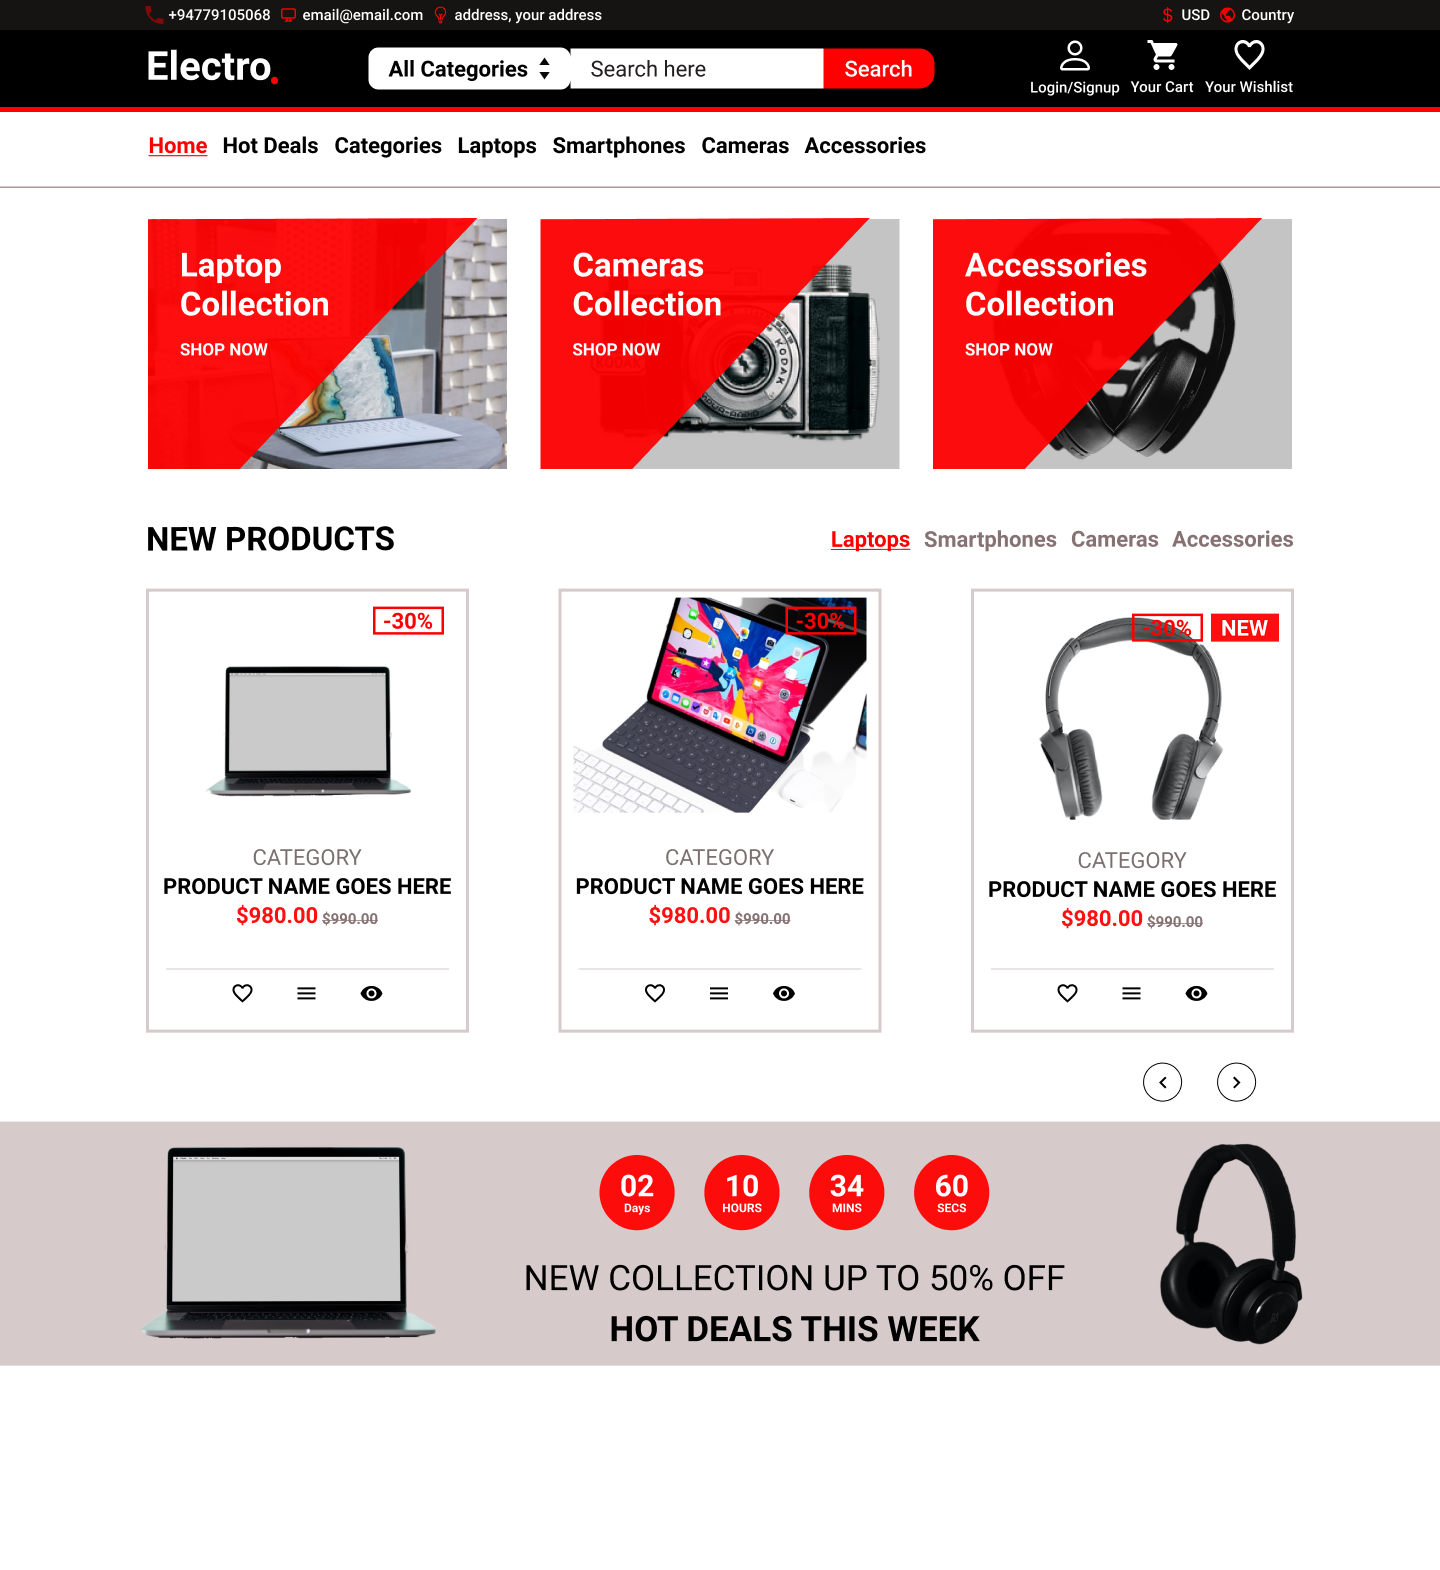 +94779105068 email@email.com address, your address $ USD Country
Electro.
All Categories Search here Search
Login/Signup Your Cart Your Wishlist
Home Hot Deals Categories Laptops Smartphones Cameras Accessories
Laptop
Collection
SHOP NOW
Cameras
Collection
SHOP NOW
KODAK
Accessories
Collection
SHOP NOW
NEW PRODUCTS
Laptops Smartphones Cameras Accessories
-30%
CATEGORY
PRODUCT NAME GOES HERE
$980.00 $990.00
-30%
CATEGORY
PRODUCT NAME GOES HERE
$980.00 $990.00
-30% NEW
CATEGORY
PRODUCT NAME GOES HERE
$980.00 $990.00
02 10 34 60
Days HOURS MINS SECS
NEW COLLECTION UP TO 50% OFF
HOT DEALS THIS WEEK